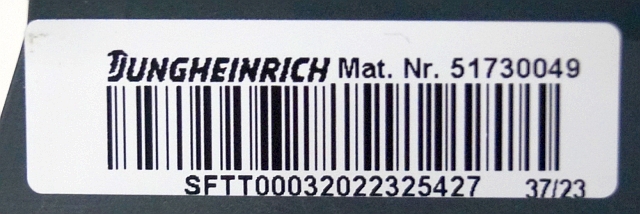 JUNGHEINRICH Mat. Nr. 51730049
SFTT00032022325427 37/23